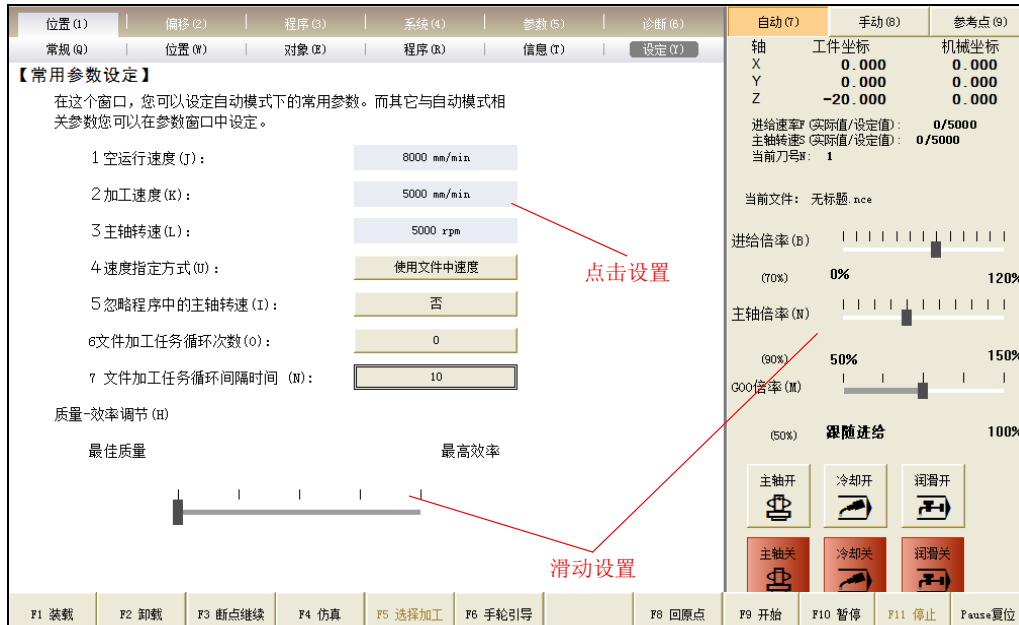 位置(1) 偏移(2) 程序(3) 系统(4) 参数(5) 诊断(6) 自动(7) 手动(8) 参考点(9)
常规(Q) 位置(W) 对象(E) 程序(R) 信息(T) 设定(Y)
【常用参数设定】
在这个窗口，您可以设定自动模式下的常用参数。而其它与自动模式相
关参数您可以在参数窗口中设定。
1空运行速度(J)： 8000 mm/min
2加工速度(K)： 5000 mm/min
3主轴转速(L)： 5000 rpm
4速度指定方式(U)： 使用文件中速度
5忽略程序中的主轴转速(I)： 否
6文件加工任务循环次数(O)： 0
7 文件加工任务循环间隔时间 (N)： 10
质量-效率调节(H)
最佳质量 最高效率
点击设置
滑动设置
轴 工件坐标 机械坐标
X 0.000 0.000
Y 0.000 0.000
Z -20.000 0.000
进给速率F(实际值/设定值)： 0/5000
主轴转速S(实际值/设定值)： 0/5000
当前刀号N： 1
当前文件： 无标题.nce
进给倍率(B)
(70%) 0% 120%
主轴倍率(N)
(90%) 50% 150%
G00倍率(M)
(50%) 跟随进给 100%
主轴开 冷却开 润滑开
主轴关 冷却关 润滑关
F1 装载 F2 卸载 F3 断点继续 F4 仿真 F5 选择加工 F6 手轮引导 F8 回原点 F9 开始 F10 暂停 F11 停止 Pause复位